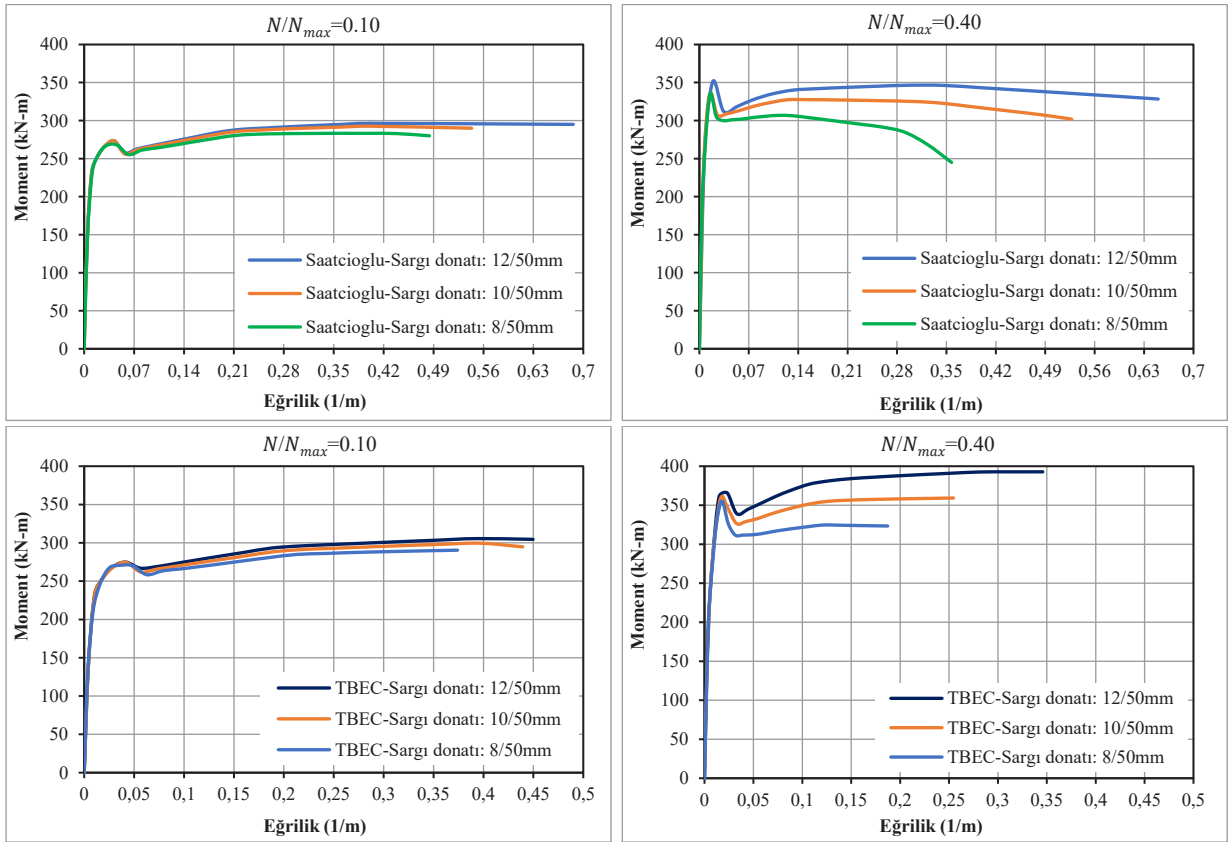 N/Nmax=0.10
400
350
300
250
200
150
100
50
0
Moment (kN-m)
Saatcioglu-Sargı donatı: 12/50mm
Saatcioglu-Sargı donatı: 10/50mm
Saatcioglu-Sargı donatı: 8/50mm
0 0,07 0,14 0,21 0,28 0,35 0,42 0,49 0,56 0,63 0,7
Eğrilik (1/m)
N/Nmax=0.40
400
350
300
250
200
150
100
50
0
Moment (kN-m)
Saatcioglu-Sargı donatı: 12/50mm
Saatcioglu-Sargı donatı: 10/50mm
Saatcioglu-Sargı donatı: 8/50mm
0 0,07 0,14 0,21 0,28 0,35 0,42 0,49 0,56 0,63 0,7
Eğrilik (1/m)
N/Nmax=0.10
400
350
300
250
200
150
100
50
0
Moment (kN-m)
TBEC-Sargı donatı: 12/50mm
TBEC-Sargı donatı: 10/50mm
TBEC-Sargı donatı: 8/50mm
0 0,05 0,1 0,15 0,2 0,25 0,3 0,35 0,4 0,45 0,5
Eğrilik (1/m)
N/Nmax=0.40
400
350
300
250
200
150
100
50
0
Moment (kN-m)
TBEC-Sargı donatı: 12/50mm
TBEC-Sargı donatı: 10/50mm
TBEC-Sargı donatı: 8/50mm
0 0,05 0,1 0,15 0,2 0,25 0,3 0,35 0,4 0,45 0,5
Eğrilik (1/m)